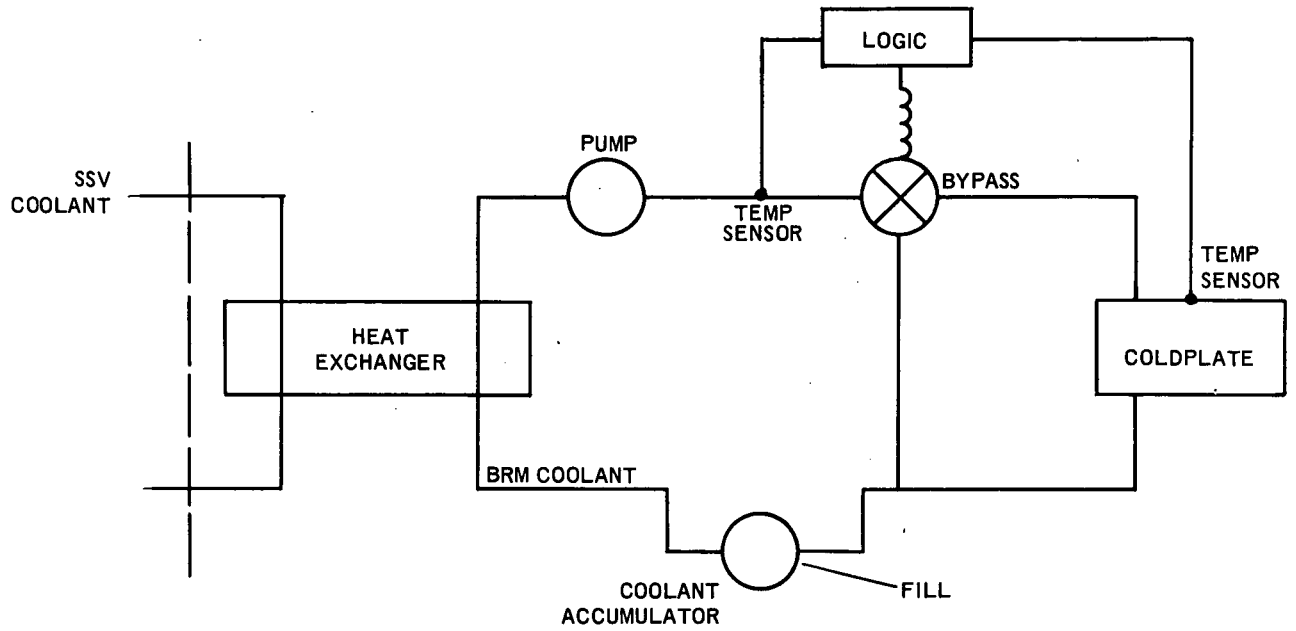 LOGIC
PUMP
SSV
COOLANT
BYPASS
TEMP
SENSOR
TEMP
SENSOR
HEAT
EXCHANGER
COLDPLATE
BRM COOLANT
COOLANT
ACCUMULATOR
FILL